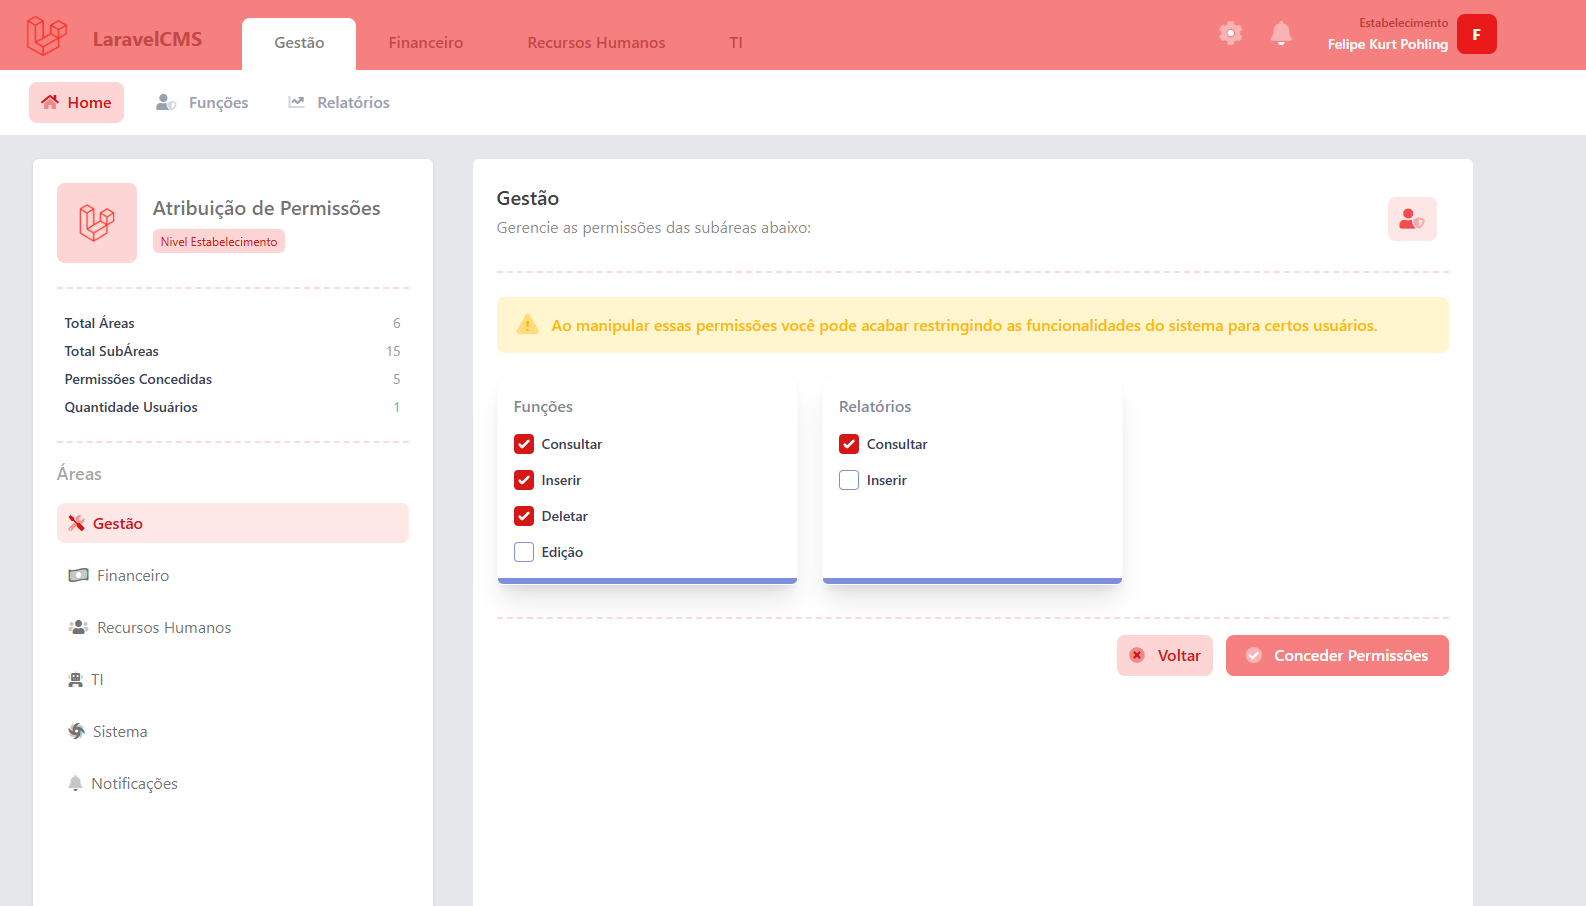 LaravelCMS
Gestão
Financeiro
Recursos Humanos
TI
Estabelecimento
Felipe Kurt Pohling
F
Home
Funções
Relatórios
Atribuição de Permissões
Nivel Estabelecimento
Total Áreas 6
Total SubÁreas 15
Permissões Concedidas 5
Quantidade Usuários 1
Áreas
Gestão
Financeiro
Recursos Humanos
TI
Sistema
Notificações
Gestão
Gerencie as permissões das subáreas abaixo:
Ao manipular essas permissões você pode acabar restringindo as funcionalidades do sistema para certos usuários.
Funções
Consultar
Inserir
Deletar
Edição
Relatórios
Consultar
Inserir
Voltar
Conceder Permissões